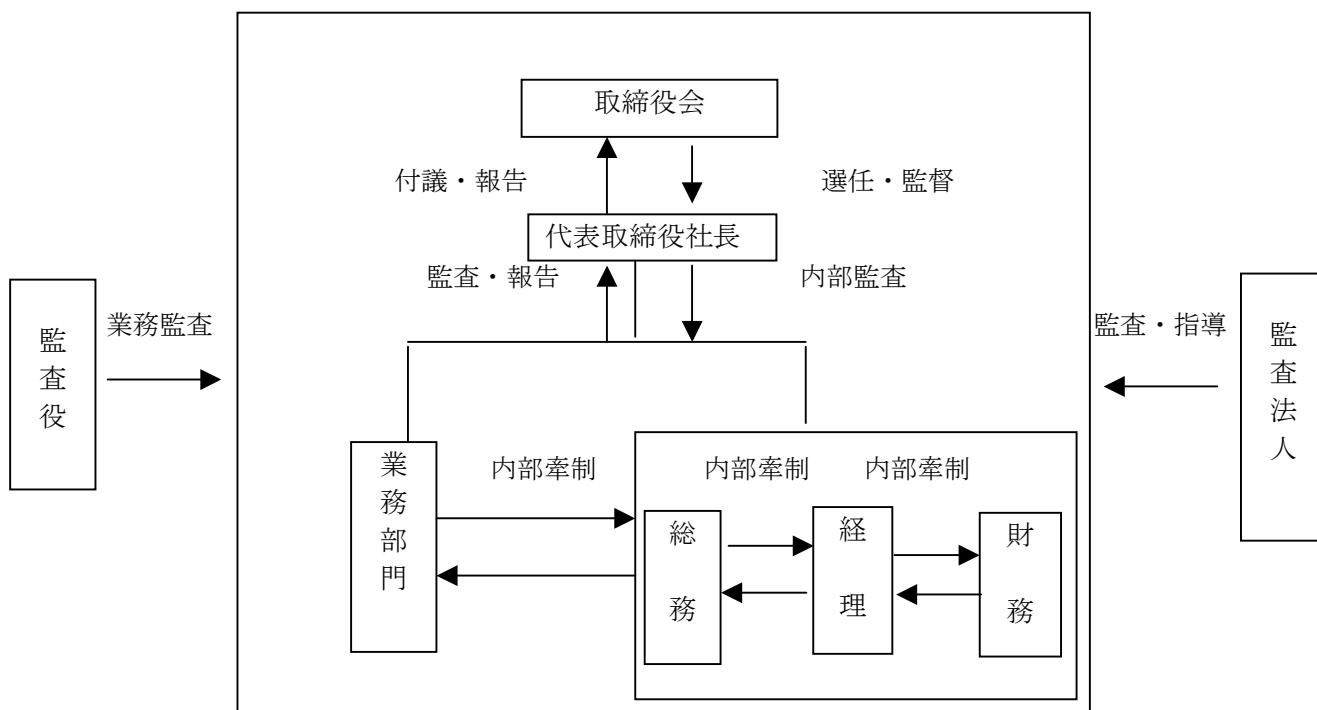 取締役会
付議・報告
選任・監督
代表取締役社長
監査・報告
内部監査
監査役
業務監査
監査・指導
監査法人
業務部門
内部牽制
内部牽制
内部牽制
総務
経理
財務